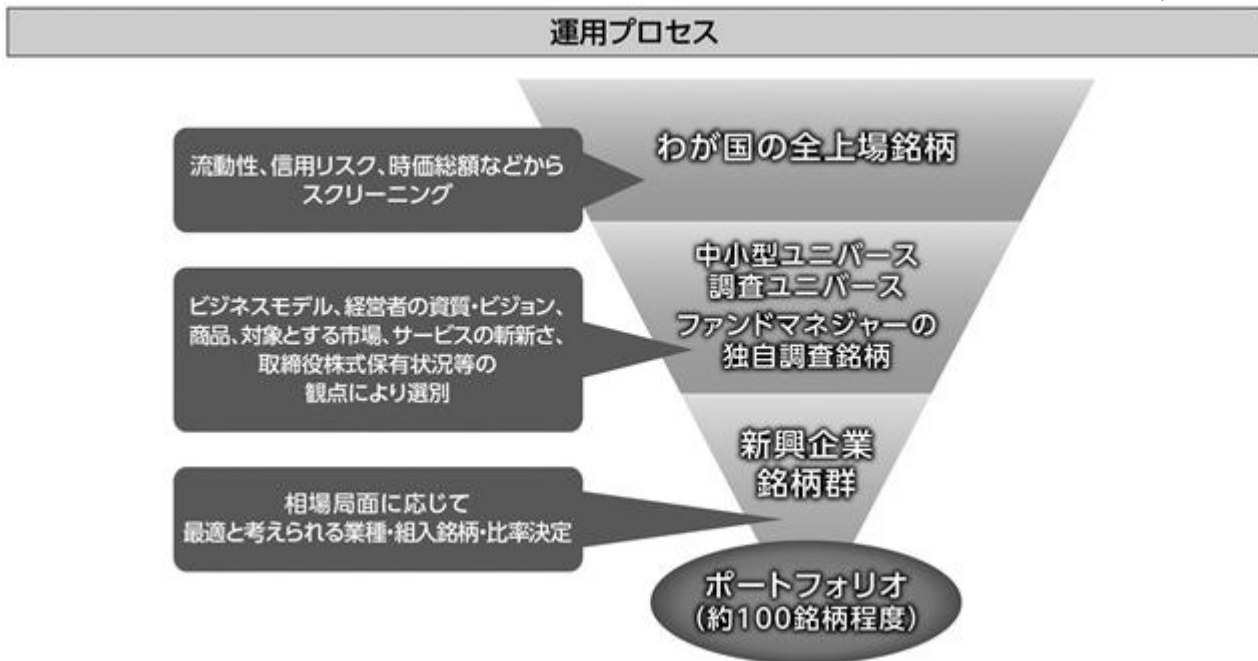 運用プロセス
わが国の全上場銘柄
流動性、信用リスク、時価総額などから
スクリーニング
中小型ユニバース
調査ユニバース
ファンドマネジャーの
独自調査銘柄
ビジネスモデル、経営者の資質・ビジョン、
商品、対象とする市場、サービスの斬新さ、
取締役株式保有状況等の
観点により選別
新興企業
銘柄群
相場局面に応じて
最適と考えられる業種・組入銘柄・比率決定
ポートフォリオ
(約100銘柄程度)